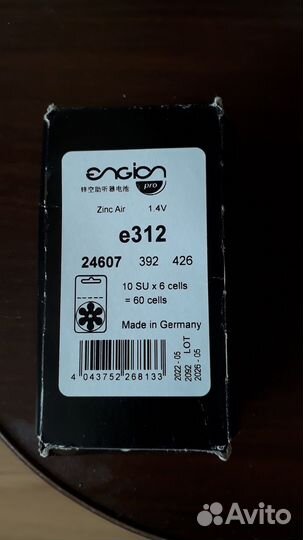 engion
pro
锌空助听器电池
Zinc Air 1.4V
e312
24607 392 426
10 SU x 6 cells
= 60 cells
Made in Germany
4 043752 268133
2022 - 05
2092 LOT
2026 - 05
Avito